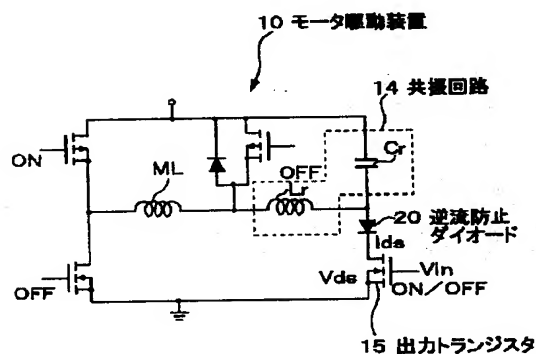 10 モータ駆動装置
14 共振回路
ON
Cr
ML
OFF
Lr
20 逆流防止
ダイオード
Ids
OFF
Vds
Vin
ON/OFF
15 出力トランジスタ